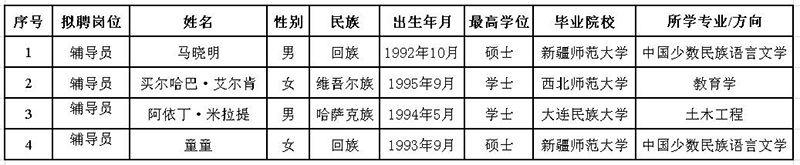 序号 拟聘岗位 姓名 性别 民族 出生年月 最高学位 毕业院校 所学专业/方向
1 辅导员 马晓明 男 回族 1992年10月 硕士 新疆师范大学 中国少数民族语言文学
2 辅导员 买尔哈巴·艾尔肯 女 维吾尔族 1995年9月 学士 西北师范大学 教育学
3 辅导员 阿依丁·米拉提 男 哈萨克族 1994年5月 学士 大连民族大学 土木工程
4 辅导员 童童 女 回族 1993年9月 硕士 新疆师范大学 中国少数民族语言文学